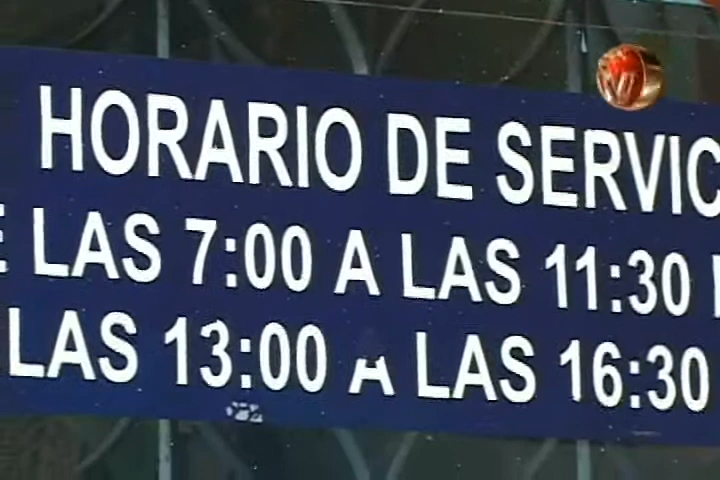 HORARIO DE SERVIC
E LAS 7:00 A LAS 11:30 H
LAS 13:00 A LAS 16:30